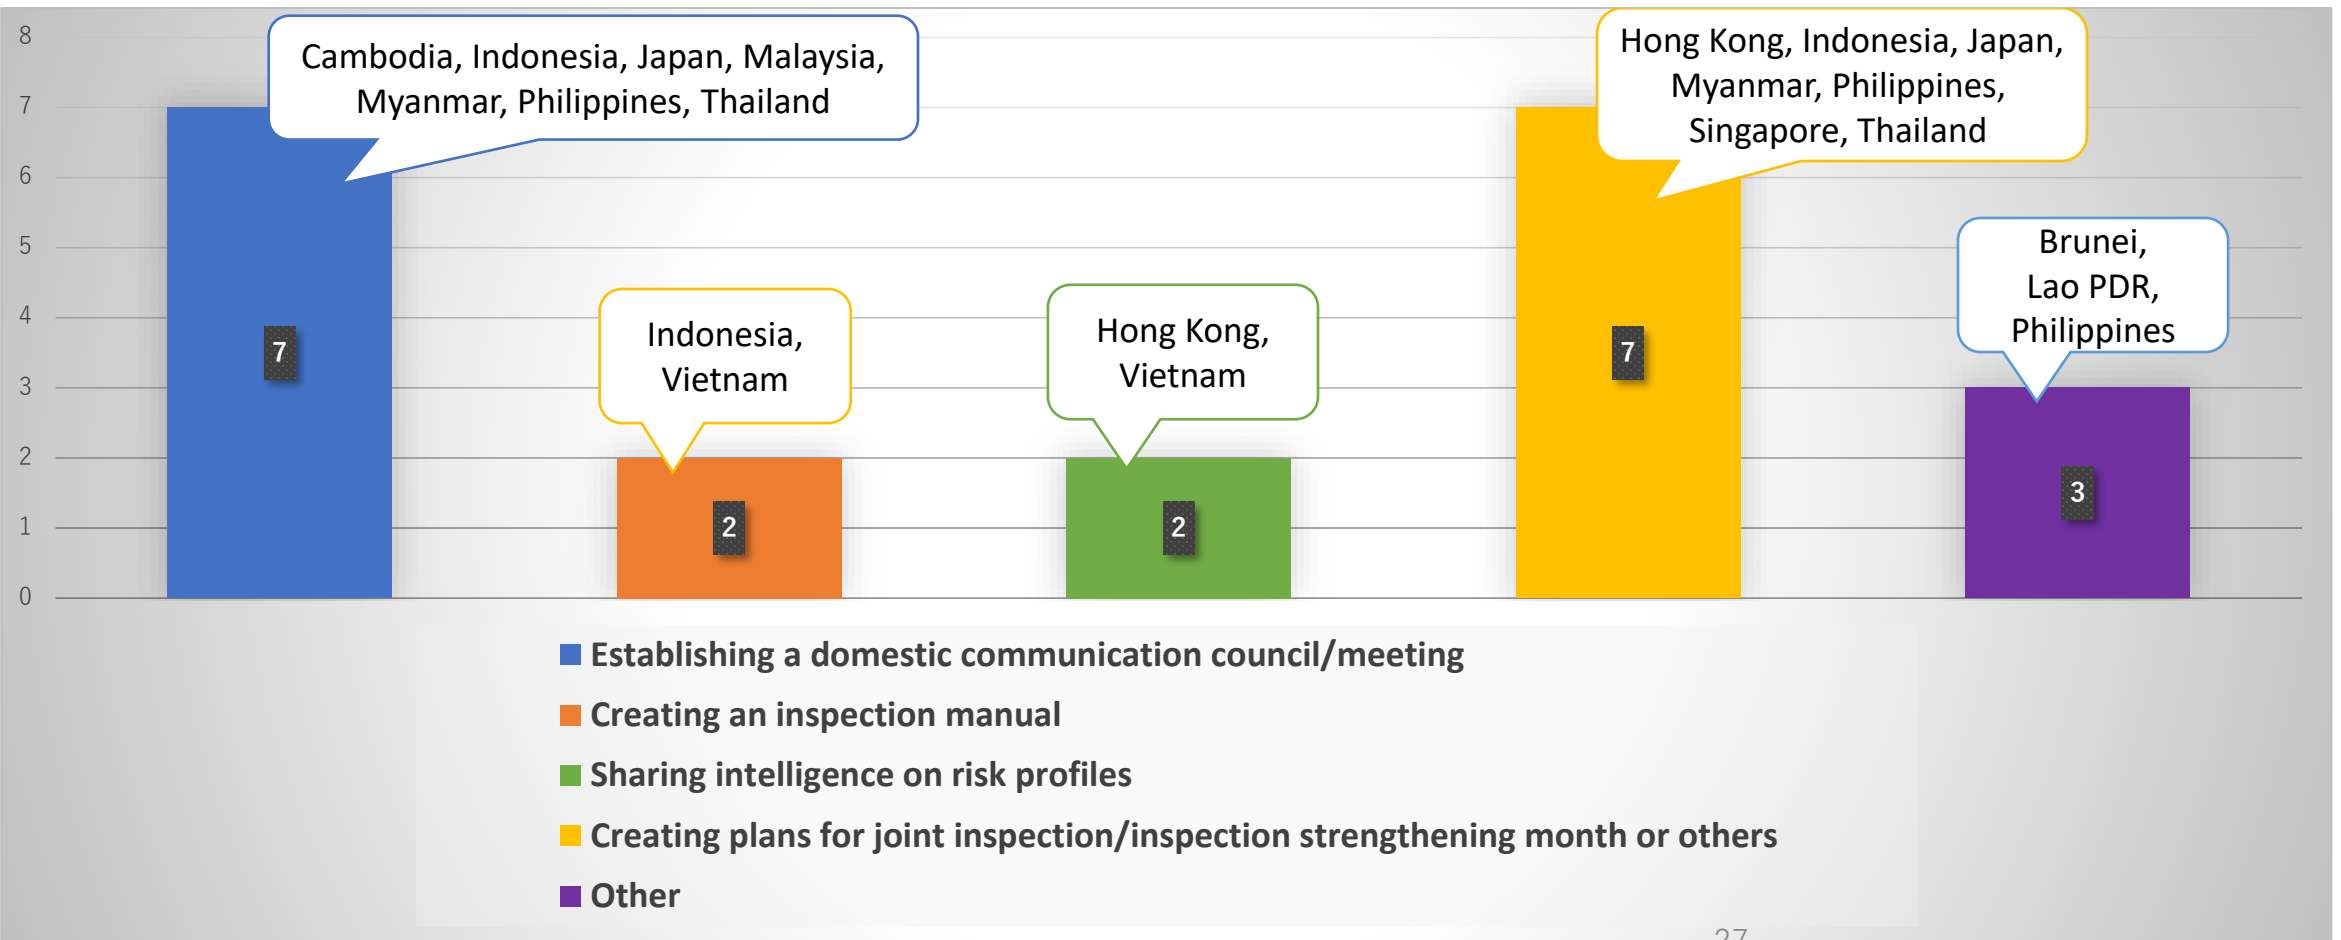 8
7
6
5
4
3
2
1
0
Cambodia, Indonesia, Japan, Malaysia,
Myanmar, Philippines, Thailand
7
Indonesia,
Vietnam
2
Hong Kong,
Vietnam
2
Hong Kong, Indonesia, Japan,
Myanmar, Philippines,
Singapore, Thailand
7
Brunei,
Lao PDR,
Philippines
3
Establishing a domestic communication council/meeting
Creating an inspection manual
Sharing intelligence on risk profiles
Creating plans for joint inspection/inspection strengthening month or others
Other
27